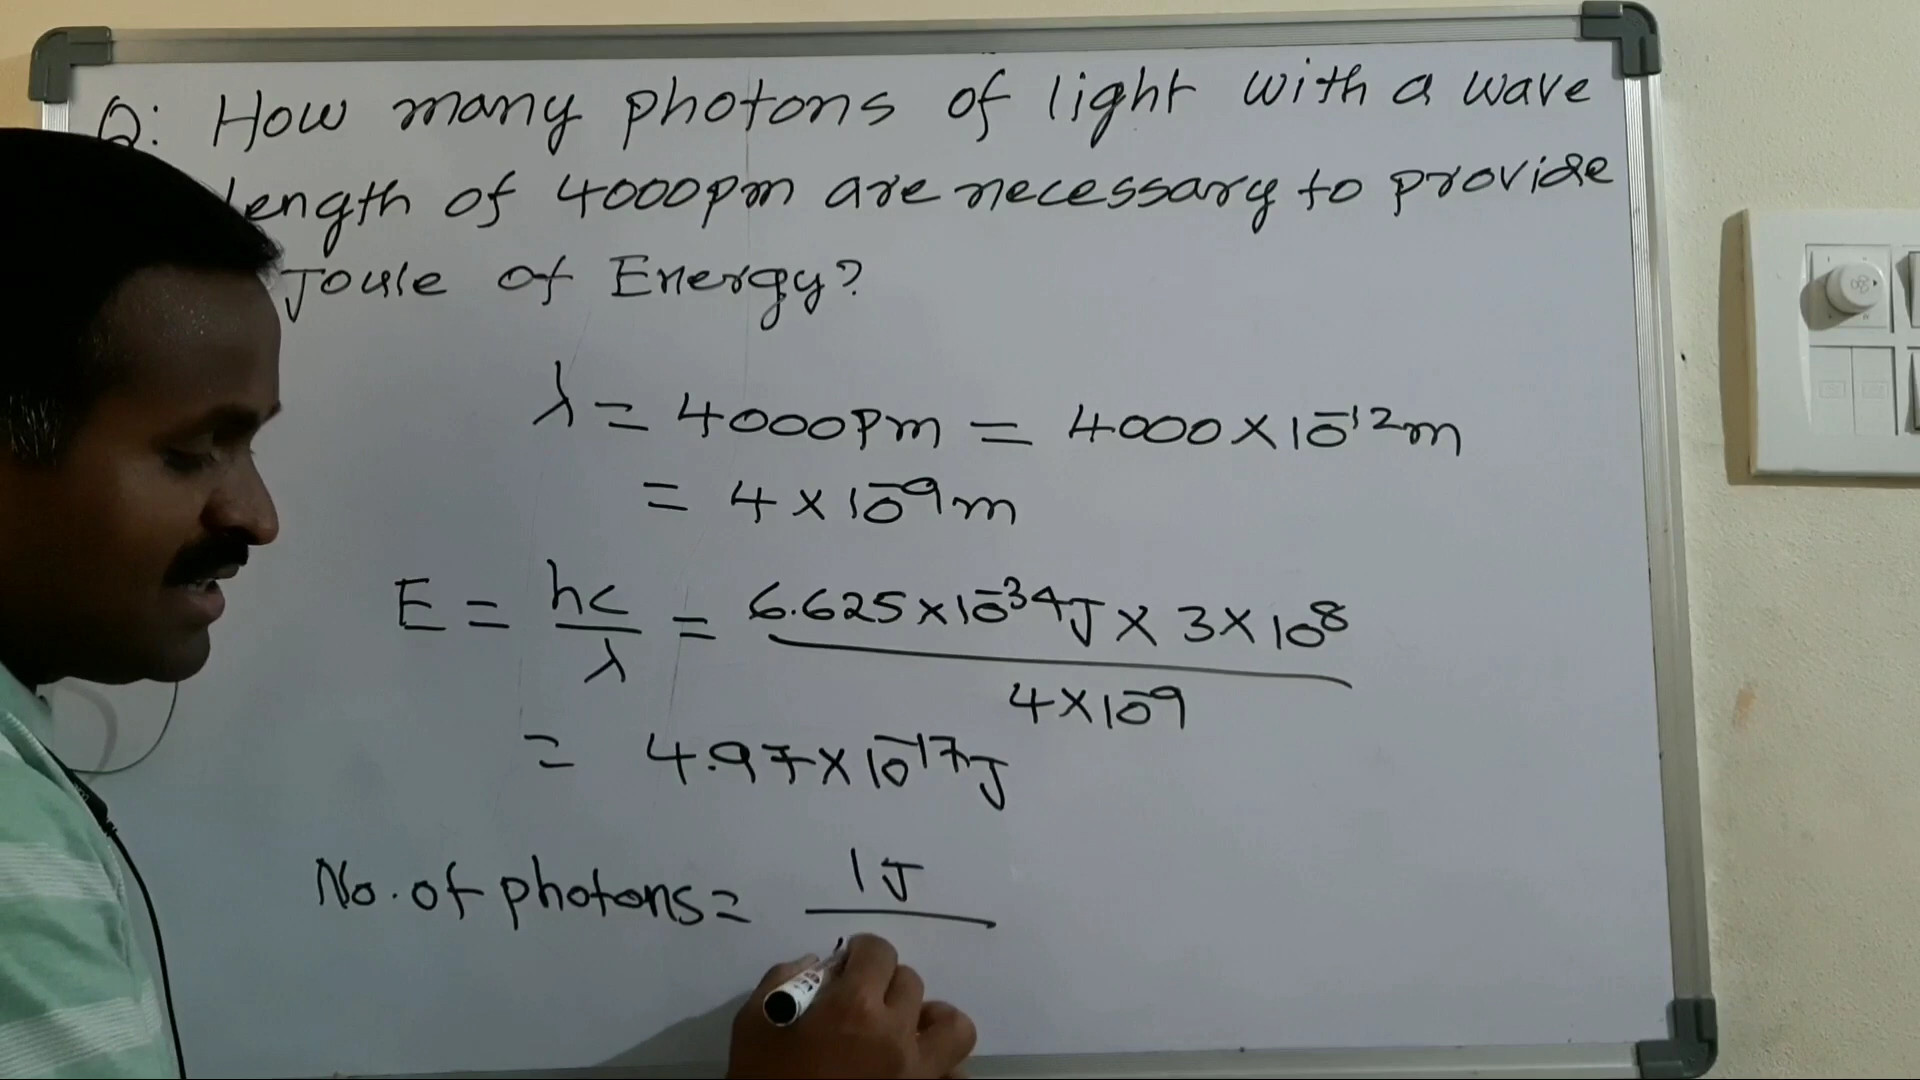 Q: How many photons of light with a wave
length of 4000pm are necessary to provide
Joule of Energy?
λ = 4000Pm = 4000 × 10⁻¹²m
= 4 × 10⁻⁹m
E = hc/λ = 6.625 × 10⁻³⁴J × 3 × 10⁸ / 4 × 10⁻⁹
= 4.97 × 10⁻¹⁷J
No. of photons = 1J